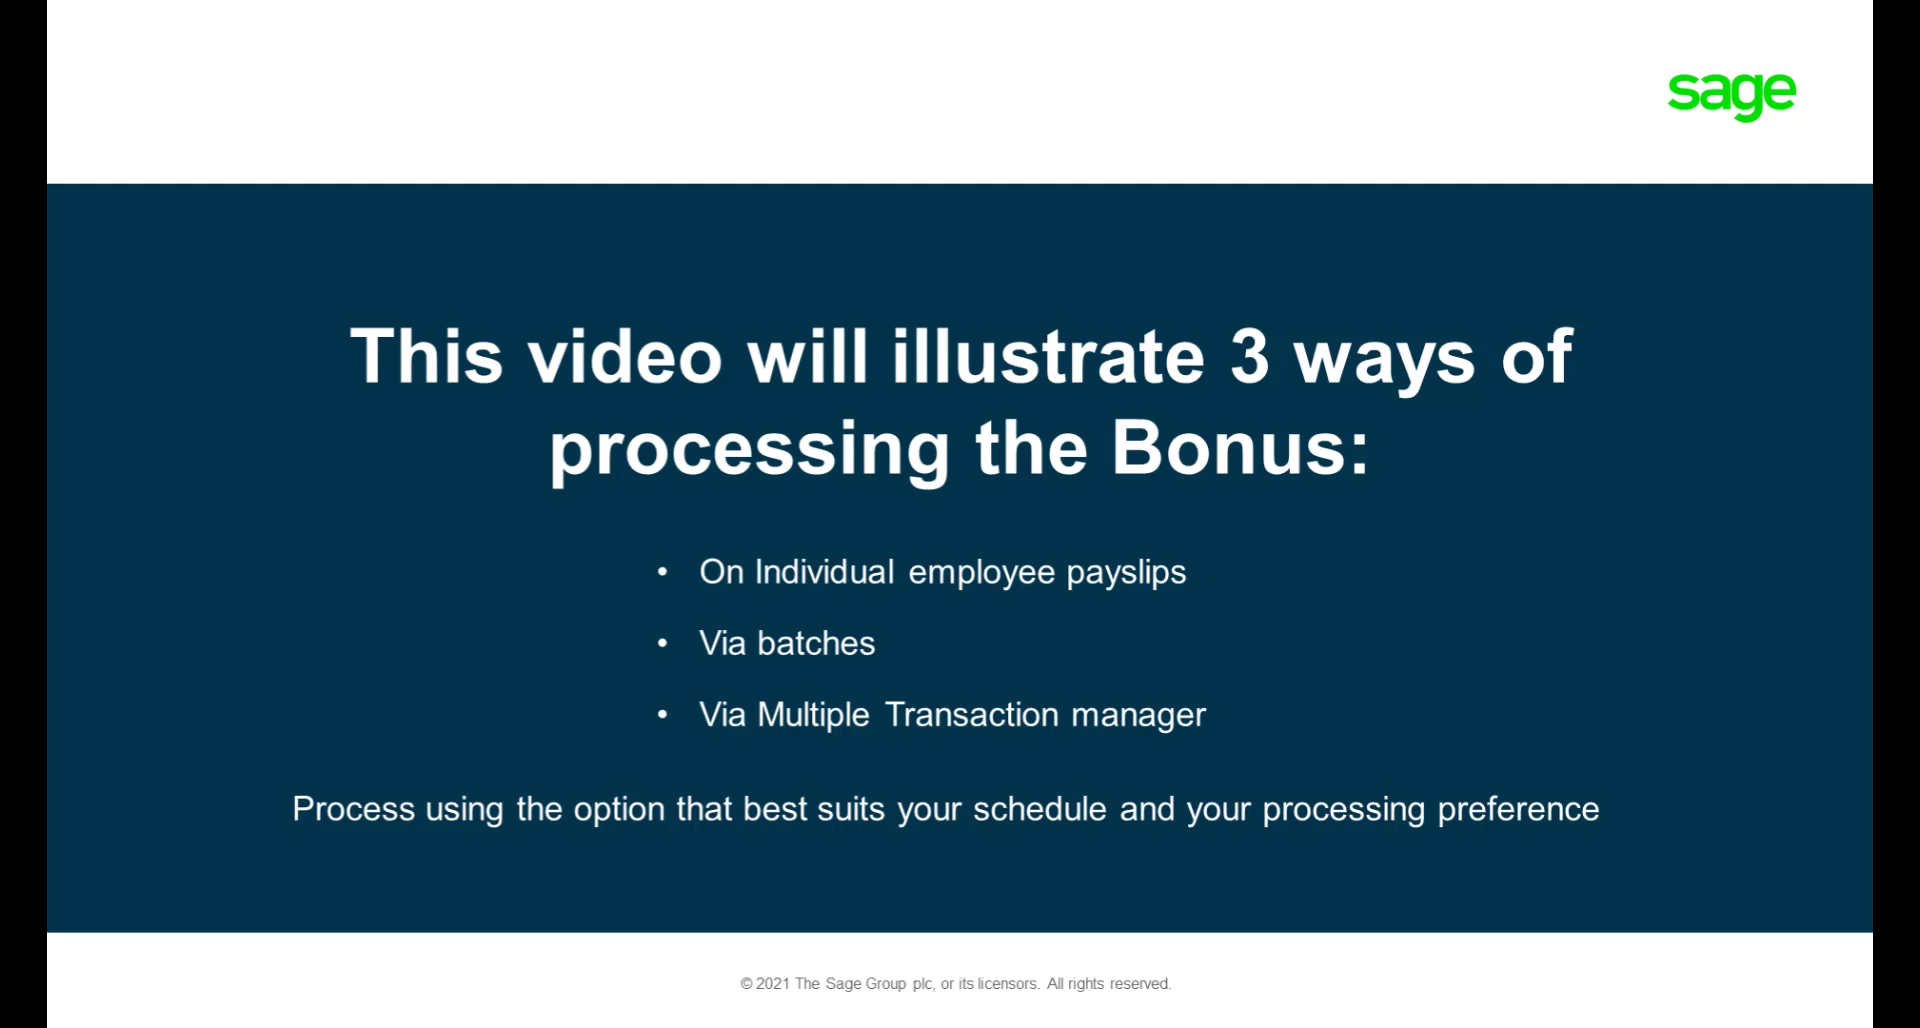 sage
This video will illustrate 3 ways of
processing the Bonus:
• On Individual employee payslips
• Via batches
• Via Multiple Transaction manager
Process using the option that best suits your schedule and your processing preference
© 2021 The Sage Group plc, or its licensors. All rights reserved.